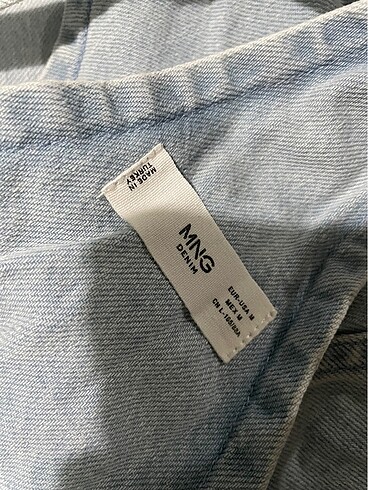 MADE IN
TURKEY
MNG
DENIM
EUR-USA M
MEX M